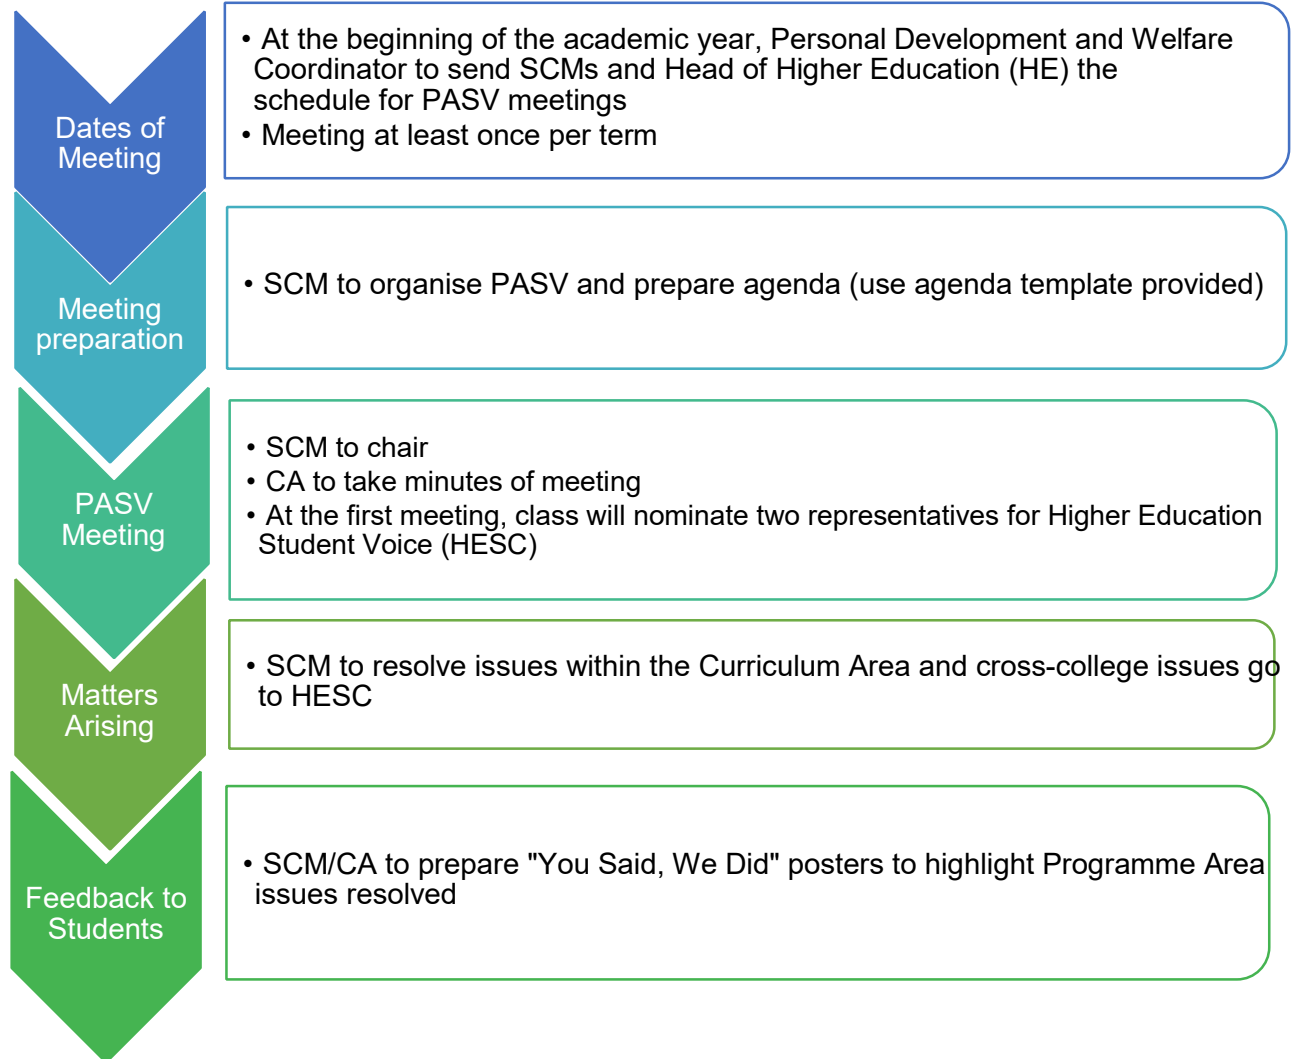 Dates of
Meeting
• At the beginning of the academic year, Personal Development and Welfare
Coordinator to send SCMs and Head of Higher Education (HE) the
schedule for PASV meetings
• Meeting at least once per term
Meeting
preparation
• SCM to organise PASV and prepare agenda (use agenda template provided)
PASV
Meeting
• SCM to chair
• CA to take minutes of meeting
• At the first meeting, class will nominate two representatives for Higher Education
Student Voice (HESC)
Matters
Arising
• SCM to resolve issues within the Curriculum Area and cross-college issues go
to HESC
Feedback to
Students
• SCM/CA to prepare "You Said, We Did" posters to highlight Programme Area
issues resolved